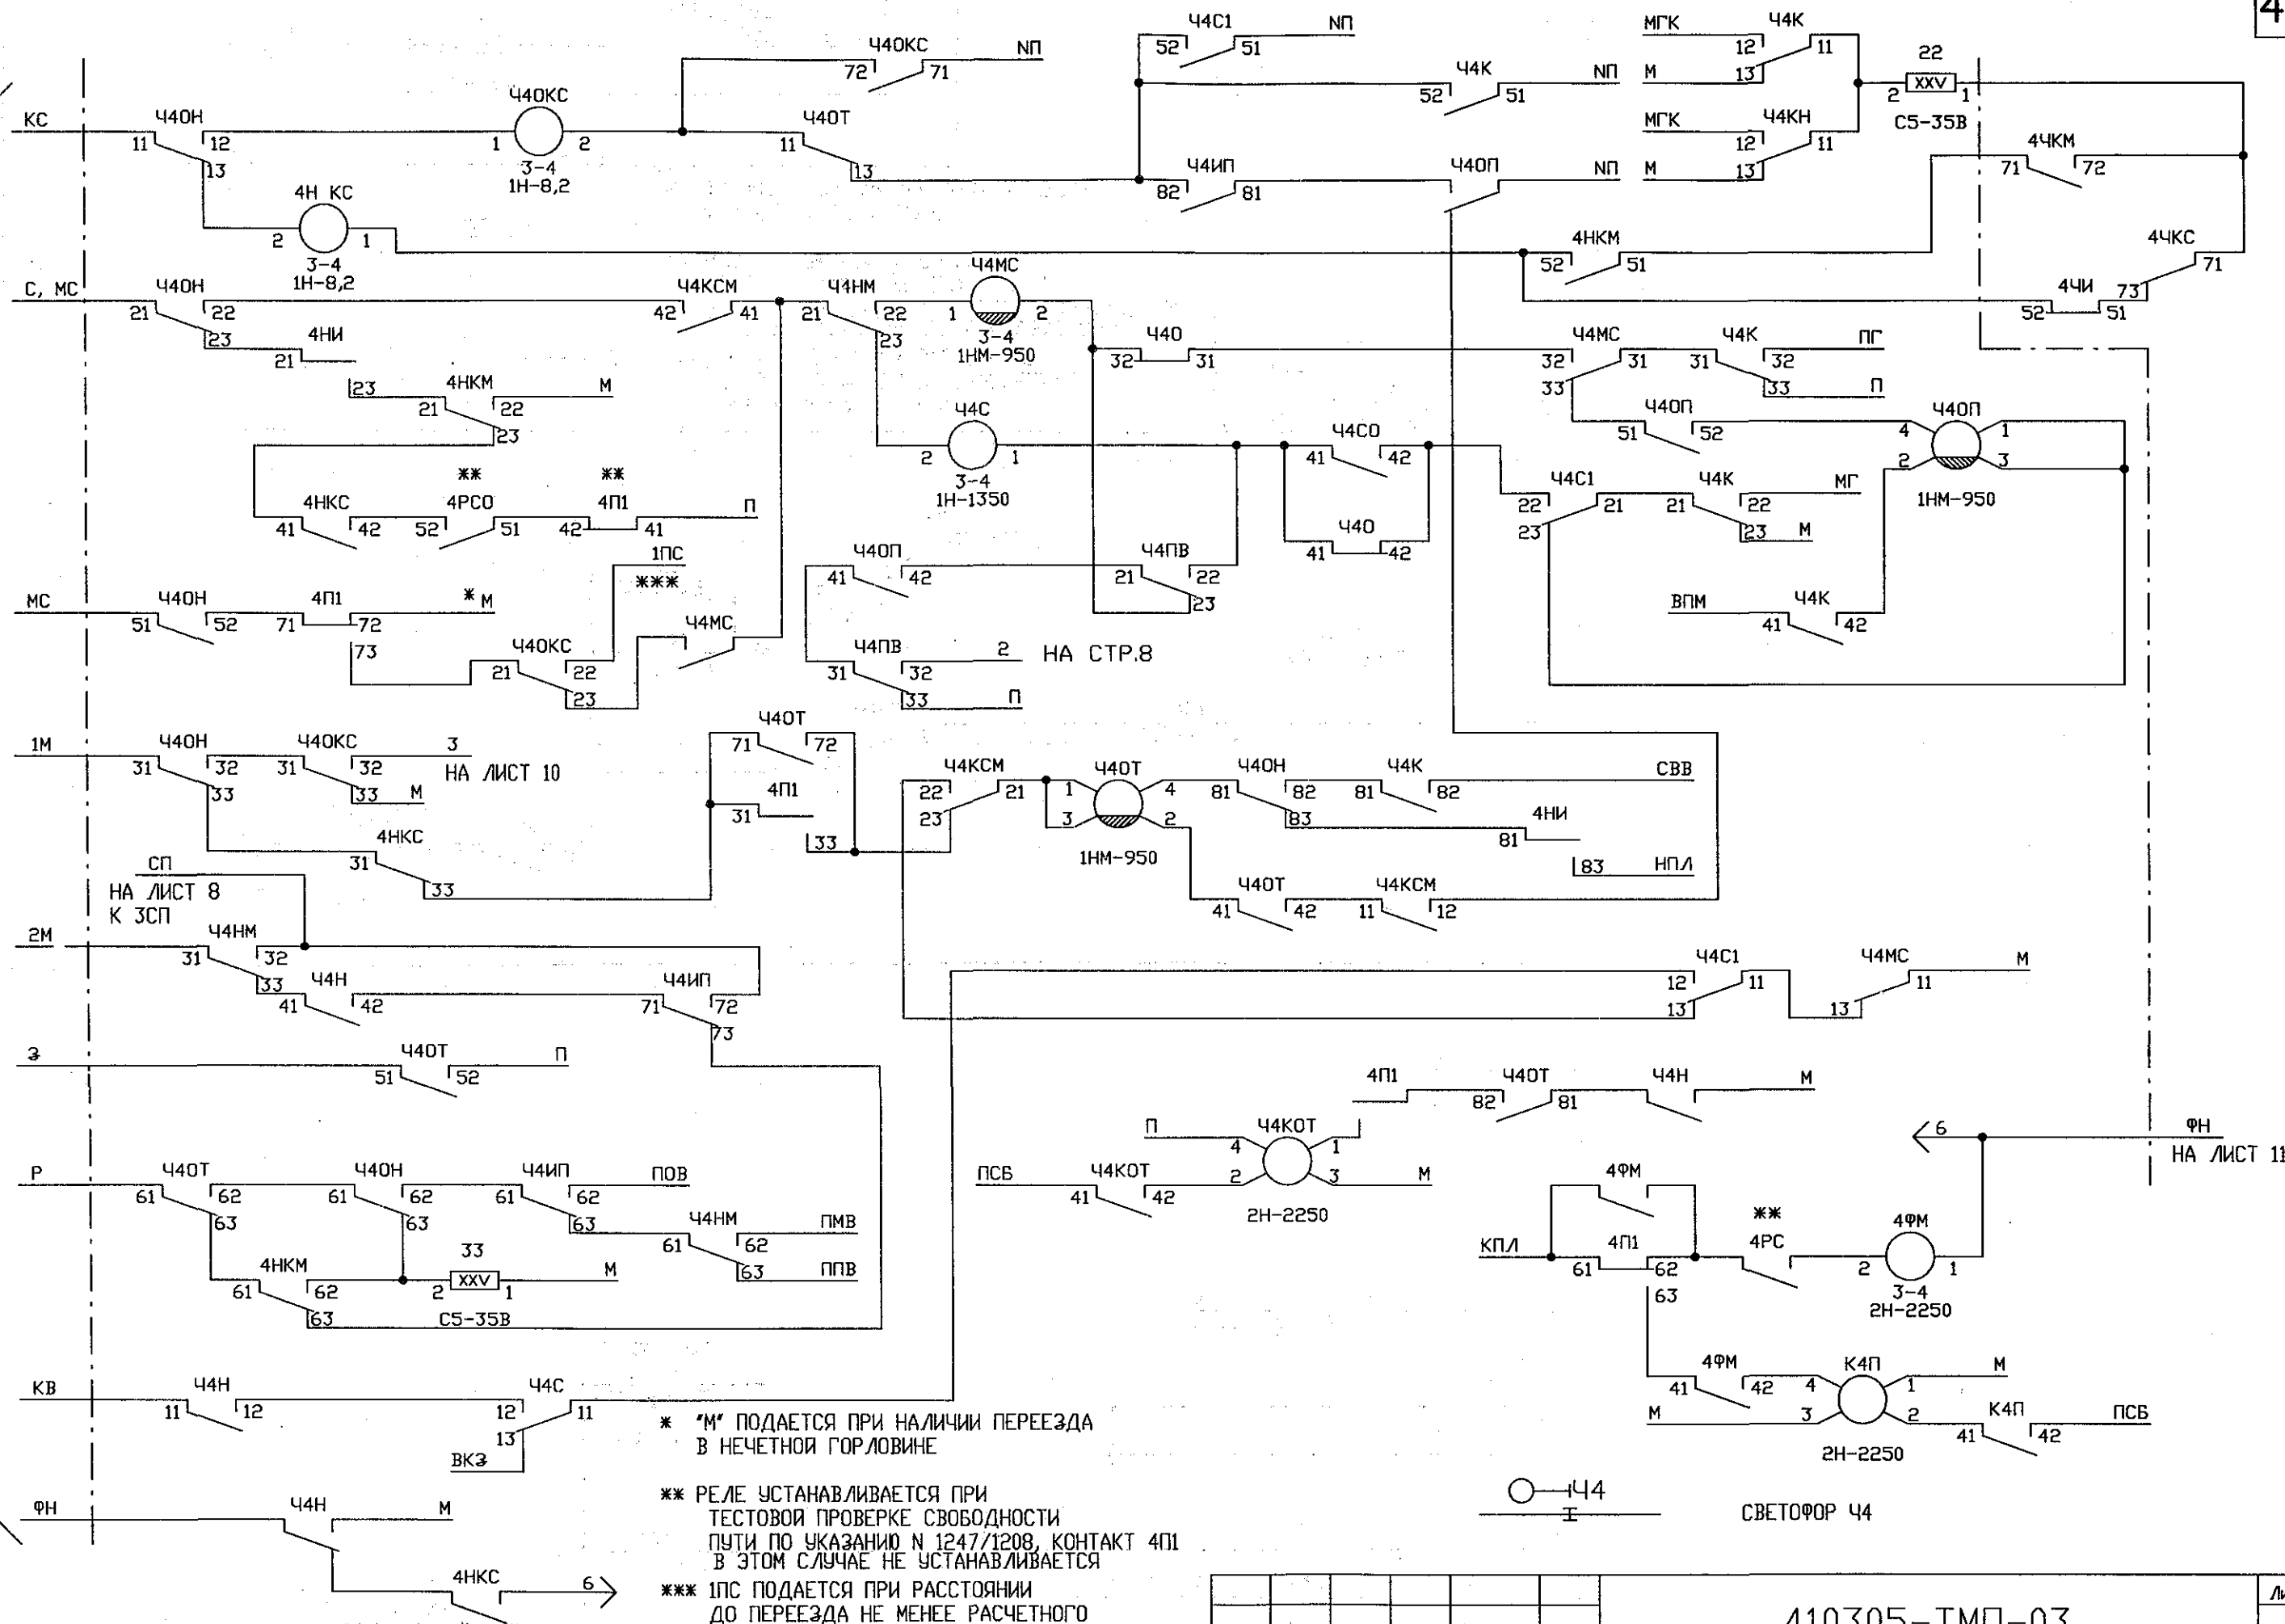 4
Ч4С1
52 51 NП
МГК
Ч4К
12 11
22
Ч4ОКС
72 71 NП
Ч4К
52 51 NП
М 13
2 XXV 1
С5-35В
КС
Ч4ОН
11 12
13
Ч4ОКС
1 2
3-4
1Н-8,2
Ч4ОТ
11
13
МГК
Ч4КН
12 11
Ч4ИП
82 81
Ч4ОП
NП
М 13
4ЧКМ
71 72
4Н КС
2 1
3-4
1Н-8,2
4НКМ
52 51
4ЧКС
71
73
С, МС
Ч4ОН
21 22
23
Ч4КСМ
42 41
Ч4НМ
21 22
23
Ч4МС
1 2
3-4
1НМ-950
4ЧИ
52 51
4НИ
21
23
Ч4О
32 31
Ч4МС
32 31
33
Ч4К
31 32
33
ПГ
П
4НКМ
21 22
23
М
Ч4С
2 1
3-4
1Н-1350
Ч4СО
41 42
Ч4ОП
51 52
Ч4ОП
4 1
2 3
1НМ-950
**
**
4НКС
41 42
4РСО
52 51
4П1
42 41
П
Ч4О
41 42
Ч4С1
22 21
23
Ч4К
21 22
23
МГ
М
1ПС
***
Ч4ОП
41 42
Ч4ПВ
21 22
23
МС
Ч4ОН
51 52
4П1
71 72
73
* М
Ч4ОКС
21 22
23
Ч4МС
ВПМ
Ч4К
41 42
Ч4ПВ
31 32
33
2 НА СТР.8
П
1М
Ч4ОН
31 32
33
Ч4ОКС
31 32
33
3
НА ЛИСТ 10
М
Ч4ОТ
71 72
4П1
31
33
Ч4КСМ
22 21
23
Ч4ОТ
1 4
3 2
1НМ-950
Ч4ОН
81 82
83
Ч4К
81 82
СВВ
4НИ
81
83 НПЛ
4НКС
31
33
СП
НА ЛИСТ 8
К 3СП
Ч4ОТ
41 42
Ч4КСМ
11 12
2М
Ч4НМ
31 32
33
Ч4Н
41 42
Ч4ИП
71 72
73
Ч4С1
12 11
13
Ч4МС
13 11
М
З
Ч4ОТ
51 52
П
4П1
Ч4ОТ
82 81
Ч4Н
М
П
Ч4КОТ
4 1
2 3
2Н-2250
ПСБ
Ч4КОТ
41 42
М
6
ФН
НА ЛИСТ 11
Р
Ч4ОТ
61 62
63
Ч4ОН
61 62
63
Ч4ИП
61 62
63
ПОВ
Ч4НМ
61 62
63
ПМВ
ППВ
4НКМ
61 62
63
33
2 XXV 1
С5-35В
М
4ФМ
КПЛ
4П1
61 62
63
**
4РС
4ФМ
2 1
3-4
2Н-2250
4ФМ
41 42
К4П
4 1
3 2
М
М
К4П
41 42
ПСБ
2Н-2250
КВ
Ч4Н
11 12
Ч4С
12 11
13
ВКЗ
* "М" ПОДАЕТСЯ ПРИ НАЛИЧИИ ПЕРЕЕЗДА
В НЕЧЕТНОЙ ГОРЛОВИНЕ
** РЕЛЕ УСТАНАВЛИВАЕТСЯ ПРИ
ТЕСТОВОЙ ПРОВЕРКЕ СВОБОДНОСТИ
ПУТИ ПО УКАЗАНИЮ N 1247/1208, КОНТАКТ 4П1
В ЭТОМ СЛУЧАЕ НЕ УСТАНАВЛИВАЕТСЯ
*** 1ПС ПОДАЕТСЯ ПРИ РАССТОЯНИИ
ДО ПЕРЕЕЗДА НЕ МЕНЕЕ РАСЧЕТНОГО
ФН
Ч4Н
М
4НКС
6
Ч4
СВЕТОФОР Ч4
410305-ТМП-03